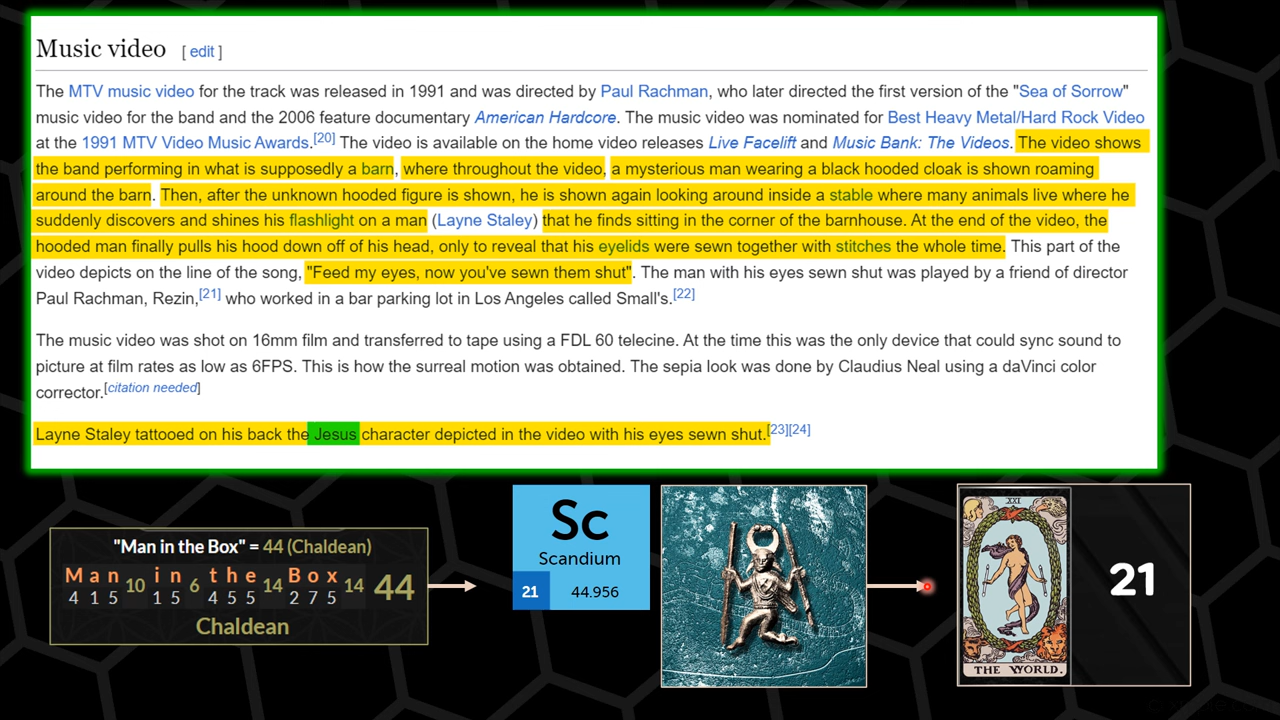 Music video [ edit ]
The MTV music video for the track was released in 1991 and was directed by Paul Rachman, who later directed the first version of the "Sea of Sorrow"
music video for the band and the 2006 feature documentary American Hardcore. The music video was nominated for Best Heavy Metal/Hard Rock Video
at the 1991 MTV Video Music Awards.[20] The video is available on the home video releases Live Facelift and Music Bank: The Videos. The video shows
the band performing in what is supposedly a barn, where throughout the video, a mysterious man wearing a black hooded cloak is shown roaming
around the barn. Then, after the unknown hooded figure is shown, he is shown again looking around inside a stable where many animals live where he
suddenly discovers and shines his flashlight on a man (Layne Staley) that he finds sitting in the corner of the barnhouse. At the end of the video, the
hooded man finally pulls his hood down off of his head, only to reveal that his eyelids were sewn together with stitches the whole time. This part of the
video depicts on the line of the song, "Feed my eyes, now you've sewn them shut". The man with his eyes sewn shut was played by a friend of director
Paul Rachman, Rezin,[21] who worked in a bar parking lot in Los Angeles called Small's.[22]
The music video was shot on 16mm film and transferred to tape using a FDL 60 telecine. At the time this was the only device that could sync sound to
picture at film rates as low as 6FPS. This is how the surreal motion was obtained. The sepia look was done by Claudius Neal using a daVinci color
corrector.[citation needed]
Layne Staley tattooed on his back the Jesus character depicted in the video with his eyes sewn shut.[23][24]
"Man in the Box" = 44 (Chaldean)
Man 10 in 6 the 14 Box 14 44
4 1 5 1 5 4 5 5 2 7 5
Chaldean
Sc
Scandium
21 44.956
XXI
THE WORLD.
21